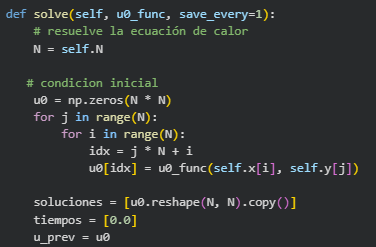 def solve(self, u0_func, save_every=1):
    # resuelve la ecuación de calor
    N = self.N

   # condicion inicial
    u0 = np.zeros(N * N)
    for j in range(N):
        for i in range(N):
            idx = j * N + i
            u0[idx] = u0_func(self.x[i], self.y[j])

    soluciones = [u0.reshape(N, N).copy()]
    tiempos = [0.0]
    u_prev = u0